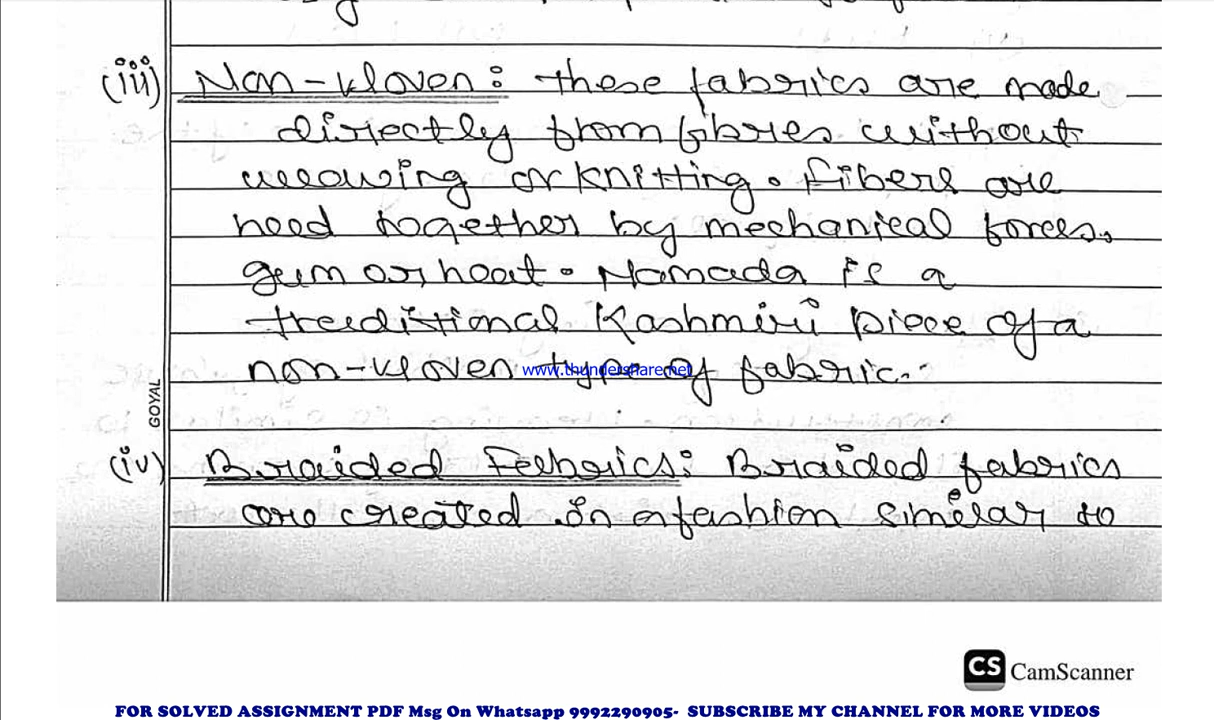 (iii) Non-Woven: These fabrics are made
directly from fibres without
weaving or knitting. Fibers are
heed together by mechanical forces,
gum or heat. Namada is a
traditional Kashmiri piece of a
non-woven type of fabric.
www.thundershare.net
GOYAL
(iv) Braided Fabrics: Braided fabrics
are created in a fashion similar to
CS CamScanner
FOR SOLVED ASSIGNMENT PDF Msg On Whatsapp 9992290905- SUBSCRIBE MY CHANNEL FOR MORE VIDEOS